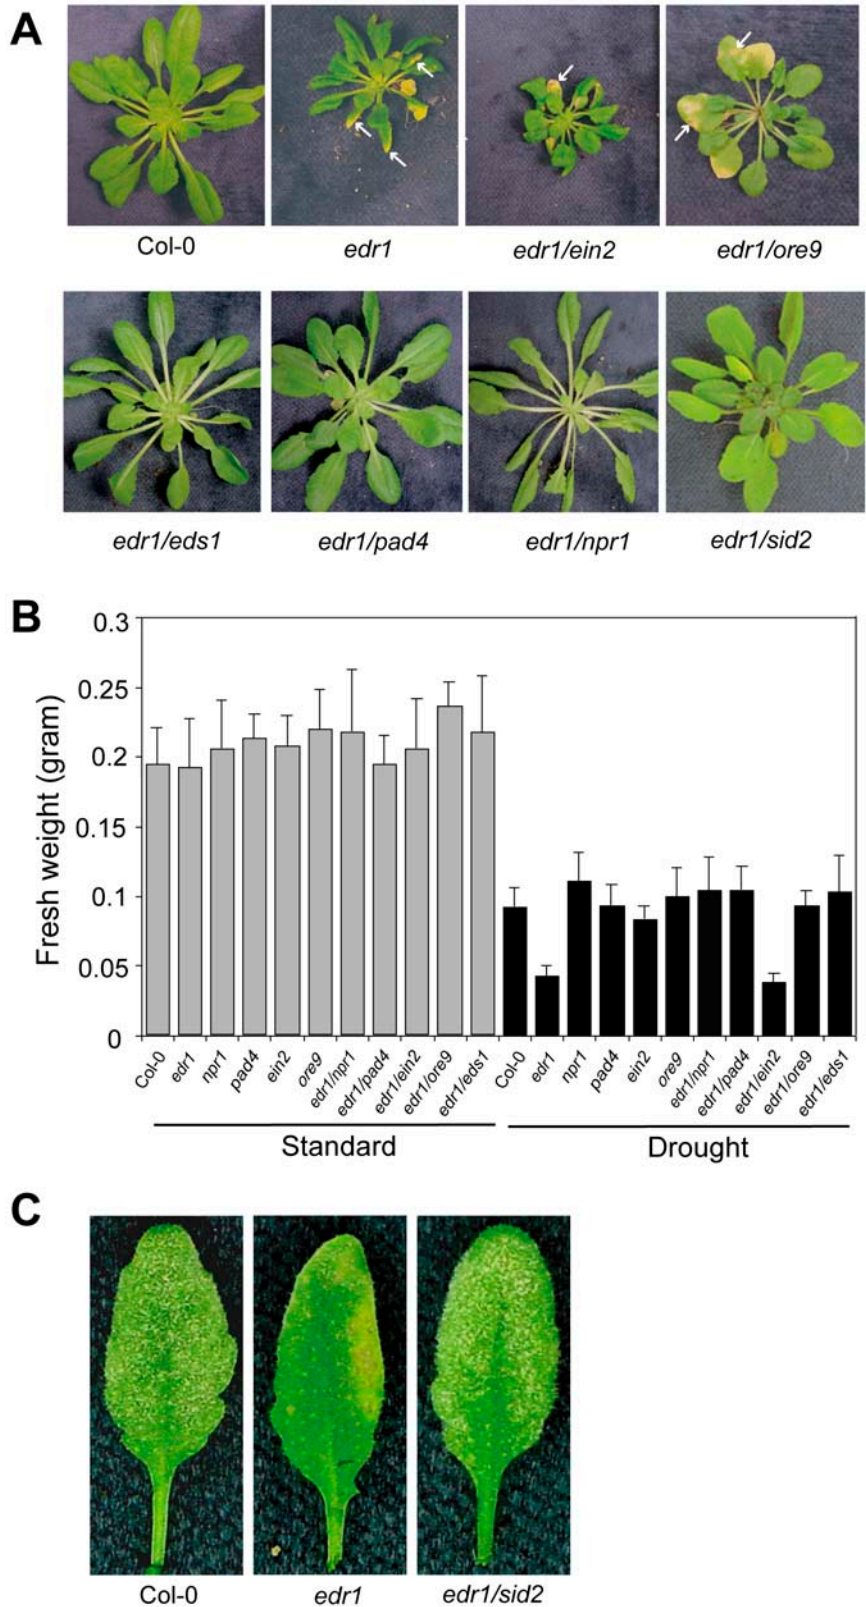 A
Col-0 edr1 edr1/ein2 edr1/ore9
edr1/eds1 edr1/pad4 edr1/npr1 edr1/sid2
B
Fresh weight (gram)
0.3
0.25
0.2
0.15
0.1
0.05
0
Col-0 edr1 npr1 pad4 ein2 ore9 edr1/npr1 edr1/pad4 edr1/ein2 edr1/ore9 edr1/eds1 Col-0 edr1 npr1 pad4 ein2 ore9 edr1/npr1 edr1/pad4 edr1/ein2 edr1/ore9 edr1/eds1
Standard Drought
C
Col-0 edr1 edr1/sid2